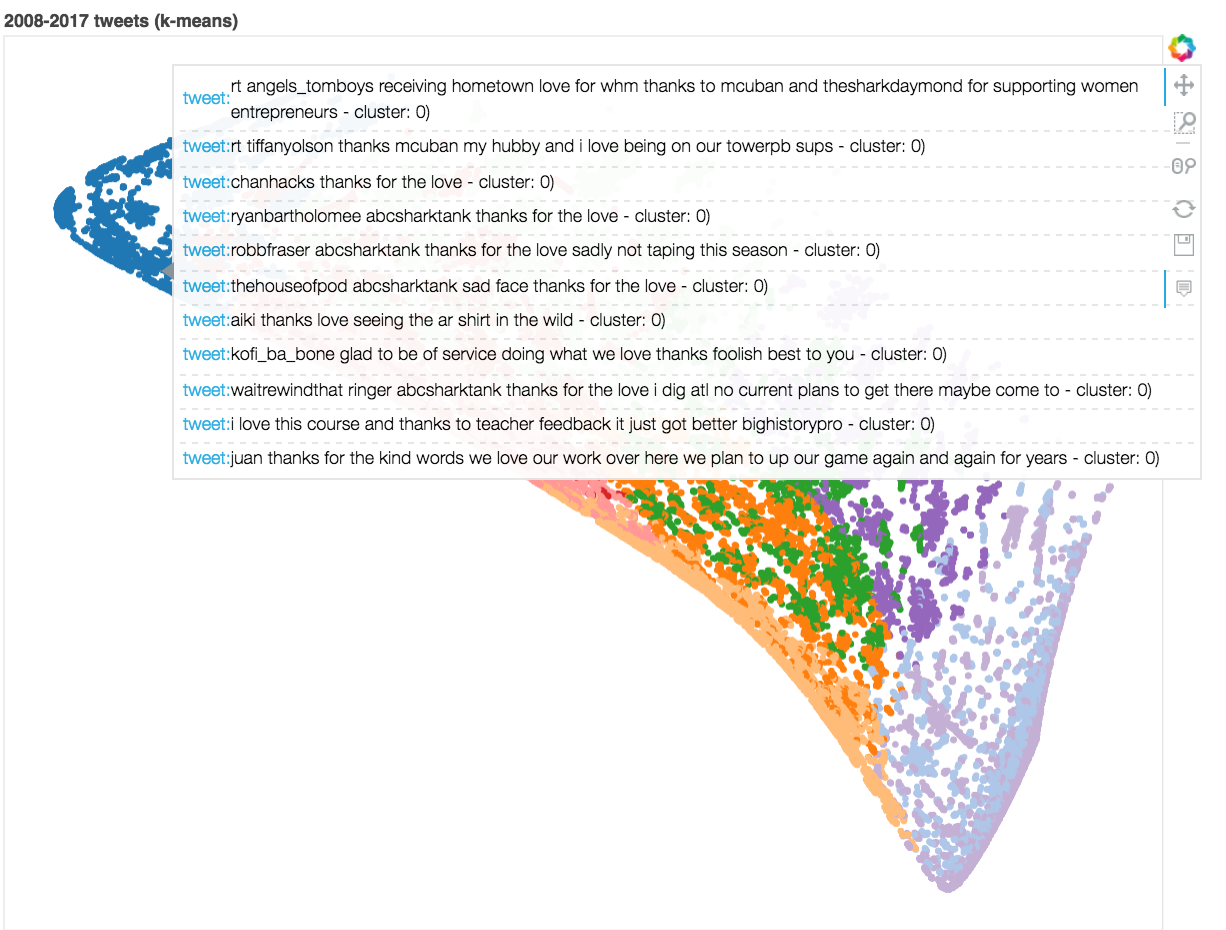 2008-2017 tweets (k-means)
tweet: rt angels_tomboys receiving hometown love for whm thanks to mcuban and thesharkdaymond for supporting women
entrepreneurs - cluster: 0)
tweet: rt tiffanyolson thanks mcuban my hubby and i love being on our towerpb sups - cluster: 0)
tweet: chanhacks thanks for the love - cluster: 0)
tweet: ryanbartholomee abcsharktank thanks for the love - cluster: 0)
tweet: robbfraser abcsharktank thanks for the love sadly not taping this season - cluster: 0)
tweet: thehouseofpod abcsharktank sad face thanks for the love - cluster: 0)
tweet: aiki thanks love seeing the ar shirt in the wild - cluster: 0)
tweet: kofi_ba_bone glad to be of service doing what we love thanks foolish best to you - cluster: 0)
tweet: waitrewindthat ringer abcsharktank thanks for the love i dig atl no current plans to get there maybe come to - cluster: 0)
tweet: i love this course and thanks to teacher feedback it just got better bighistorypro - cluster: 0)
tweet: juan thanks for the kind words we love our work over here we plan to up our game again and again for years - cluster: 0)